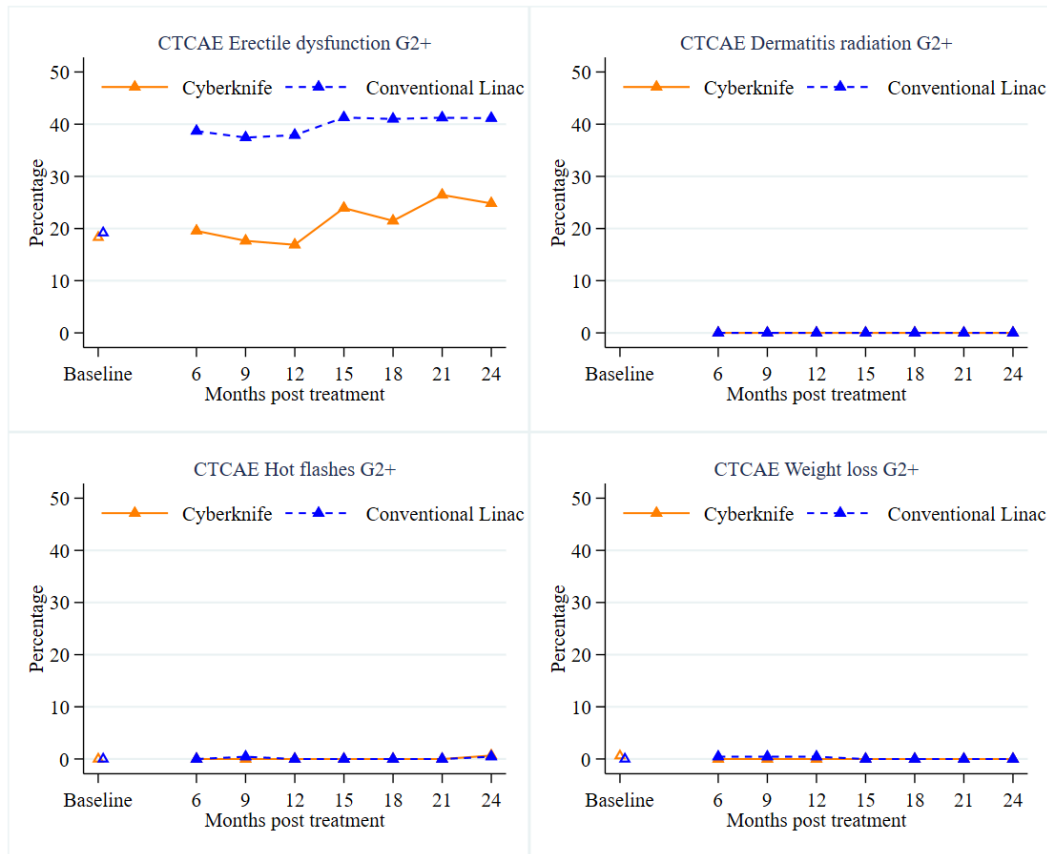 CTCAE Erectile dysfunction G2+
50
40
30
20
10
0
Percentage
Cyberknife
Conventional Linac
Baseline 6 9 12 15 18 21 24
Months post treatment
CTCAE Dermatitis radiation G2+
50
40
30
20
10
0
Percentage
Cyberknife
Conventional Linac
Baseline 6 9 12 15 18 21 24
Months post treatment
CTCAE Hot flashes G2+
50
40
30
20
10
0
Percentage
Cyberknife
Conventional Linac
Baseline 6 9 12 15 18 21 24
Months post treatment
CTCAE Weight loss G2+
50
40
30
20
10
0
Percentage
Cyberknife
Conventional Linac
Baseline 6 9 12 15 18 21 24
Months post treatment